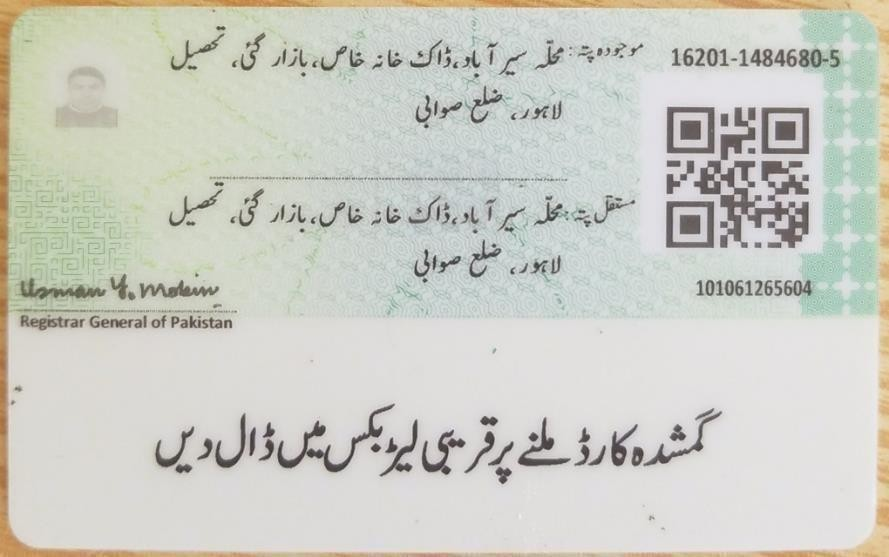 16201-1484680-5
موجودہ پتہ: محلّہ سیر آباد، ڈاک خانہ خاص، بازار گئی، تحصیل
لاہور، ضلع صوابی
مستقل پتہ: محلّہ سیر آباد، ڈاک خانہ خاص، بازار گئی، تحصیل
لاہور، ضلع صوابی
101061265604
Usman Y. Mobin
Registrar General of Pakistan
گمشدہ کارڈ ملنے پر قریبی لیٹر بکس میں ڈال دیں